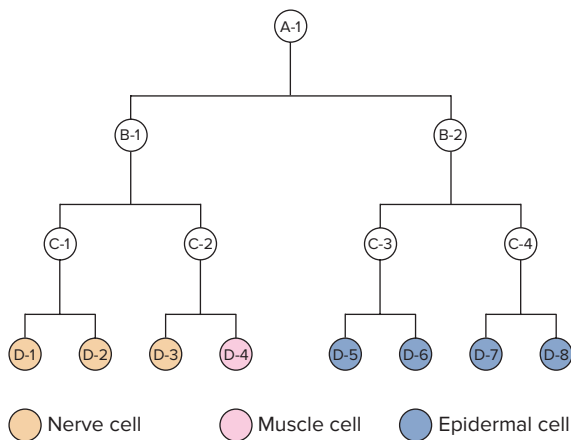 A-1
B-1 B-2
C-1 C-2 C-3 C-4
D-1 D-2 D-3 D-4 D-5 D-6 D-7 D-8
Nerve cell Muscle cell Epidermal cell